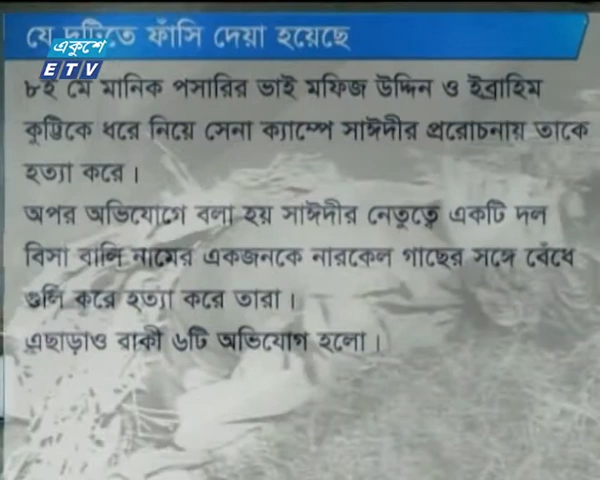 যে দুটিতে ফাঁসি দেয়া হয়েছে
একুশে
ETV
৮ই মে মানিক পসারির ভাই মফিজ উদ্দিন ও ইব্রাহিম
কুট্টিকে ধরে নিয়ে সেনা ক্যাম্পে সাঈদীর প্ররোচনায় তাকে
হত্যা করে।
অপর অভিযোগে বলা হয় সাঈদীর নেতৃত্বে একটি দল
বিসা বালি নামের একজনকে নারকেল গাছের সঙ্গে বেঁধে
গুলি করে হত্যা করে তারা।
এছাড়াও বাকী ৬টি অভিযোগ হলো।